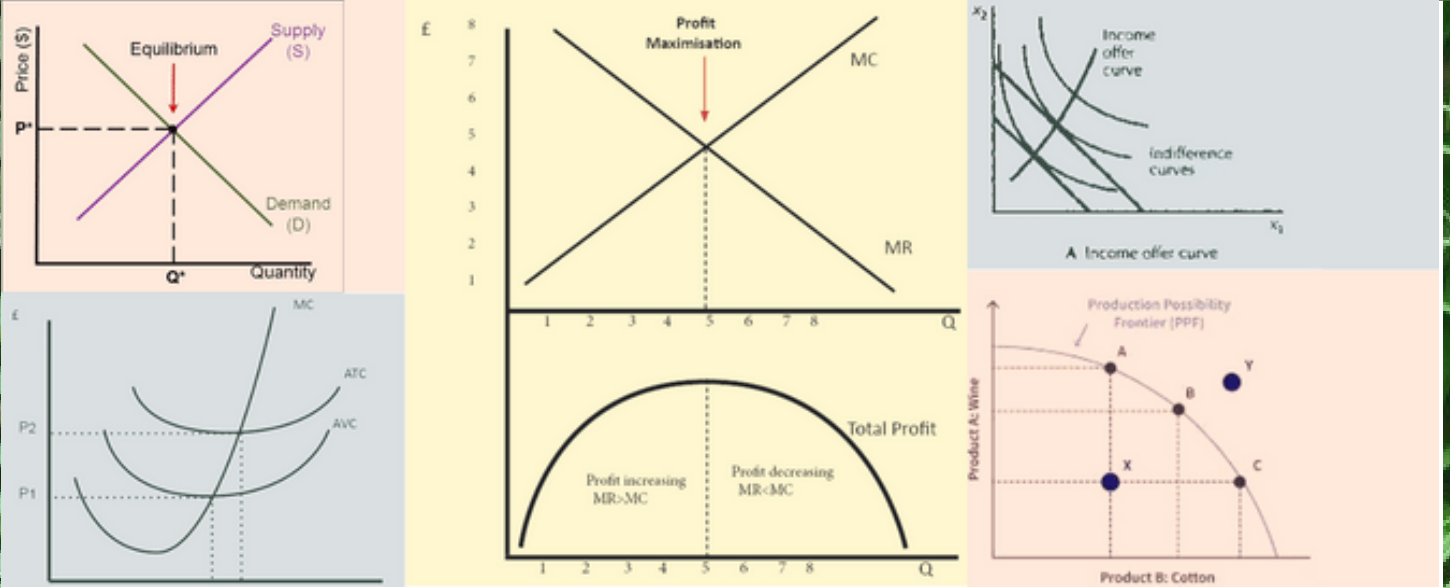 Price ($)
Supply
(S)
Equilibrium
P*
Demand
(D)
Q*
Quantity
£
MC
ATC
P2
AVC
P1
£
8
7
6
5
4
3
2
1
Profit
Maximisation
MC
MR
1 2 3 4 5 6 7 8 Q
Total Profit
Profit increasing
MR>MC
Profit decreasing
MR<MC
1 2 3 4 5 6 7 8 Q
x₂
Income
offer
curve
indifference
curves
x₁
A Income offer curve
Production Possibility
Frontier (PPF)
A
Y
B
X
C
Product A: Wine
Product B: Cotton